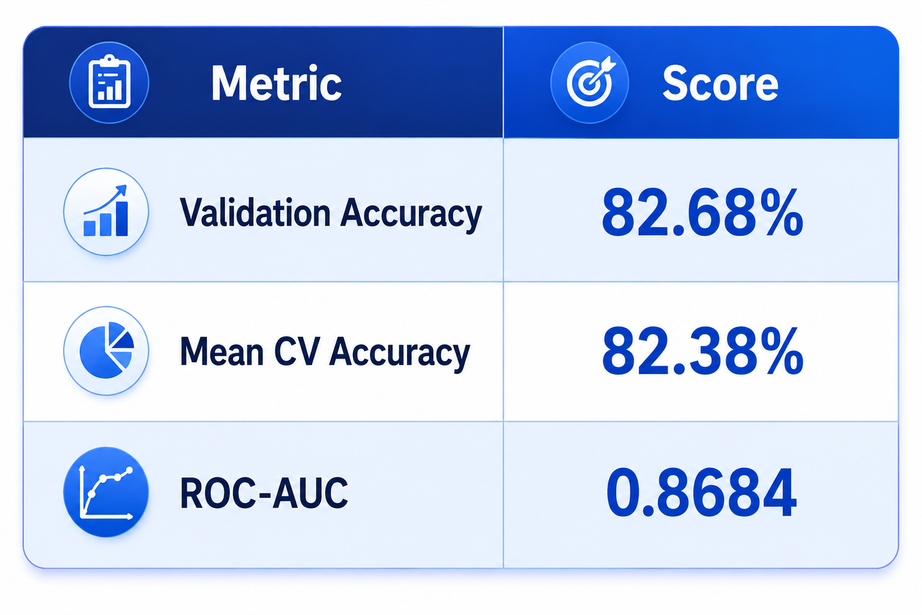 Metric Score
Validation Accuracy 82.68%
Mean CV Accuracy 82.38%
ROC-AUC 0.8684